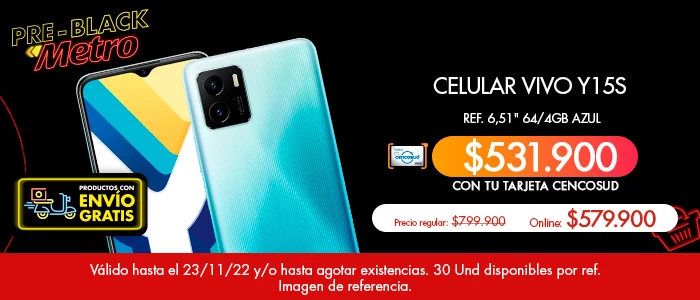 PRE-BLACK
Metro
CELULAR VIVO Y15S
REF. 6,51" 64/4GB AZUL
cencosud
$531.900
CON TU TARJETA CENCOSUD
Precio regular: $799.900 Online: $579.900
PRODUCTOS CON
ENVÍO
GRATIS
Válido hasta el 23/11/22 y/o hasta agotar existencias. 30 Und disponibles por ref.
Imagen de referencia.